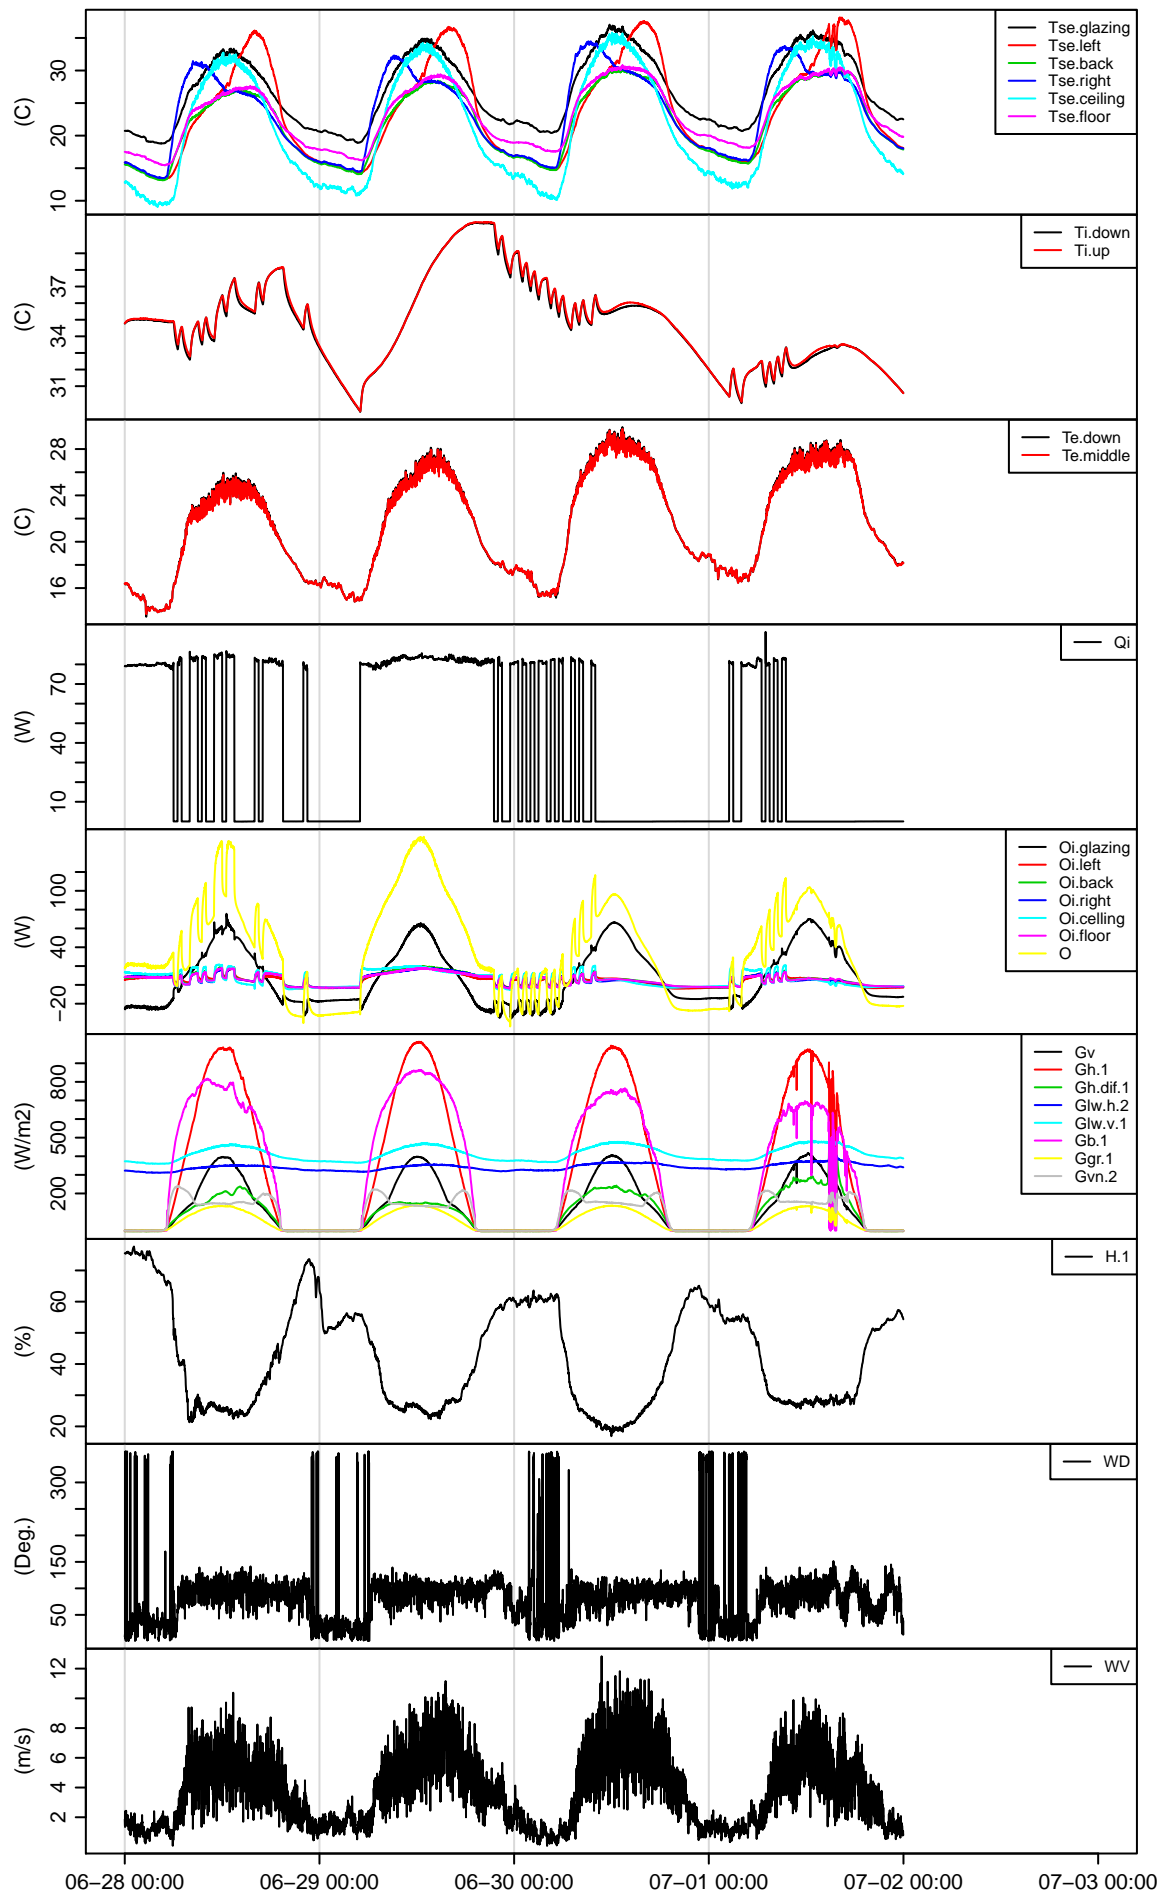 (C)
10 20 30
Tse.glazing
Tse.left
Tse.back
Tse.right
Tse.ceiling
Tse.floor
(C)
31 34 37
Ti.down
Ti.up
(C)
16 20 24 28
Te.down
Te.middle
(W)
10 40 70
Qi
(W)
−20 40 100
Oi.glazing
Oi.left
Oi.back
Oi.right
Oi.celling
Oi.floor
O
(W/m2)
200 500 800
Gv
Gh.1
Gh.dif.1
Glw.h.2
Glw.v.1
Gb.1
Ggr.1
Gvn.2
(%)
20 40 60
H.1
(Deg.)
50 150 300
WD
(m/s)
2 4 6 8 12
WV
06−28 00:00 06−29 00:00 06−30 00:00 07−01 00:00 07−02 00:00 07−03 00:00